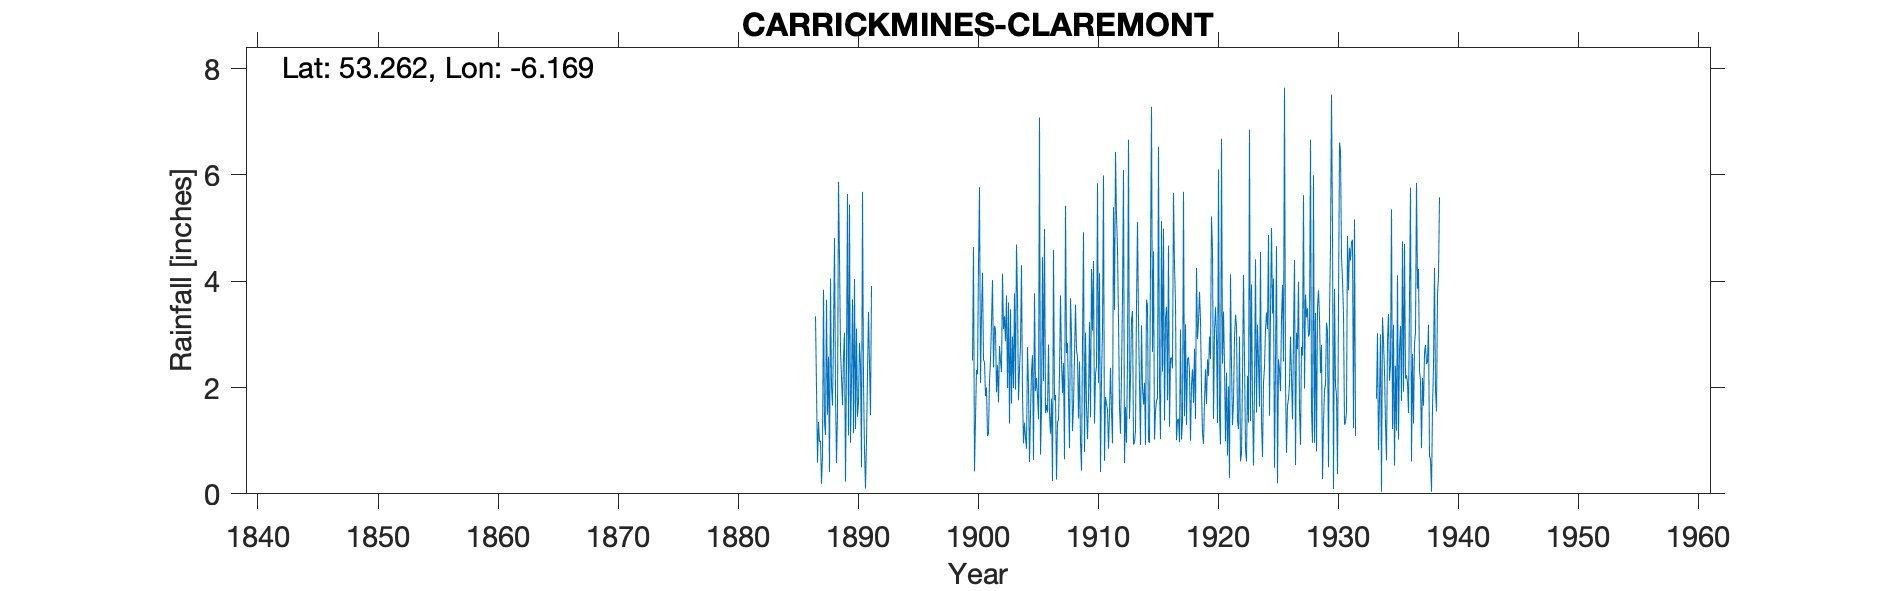 CARRICKMINES-CLAREMONT
Lat: 53.262, Lon: -6.169
8
6
4
2
0
Rainfall [inches]
1840 1850 1860 1870 1880 1890 1900 1910 1920 1930 1940 1950 1960
Year